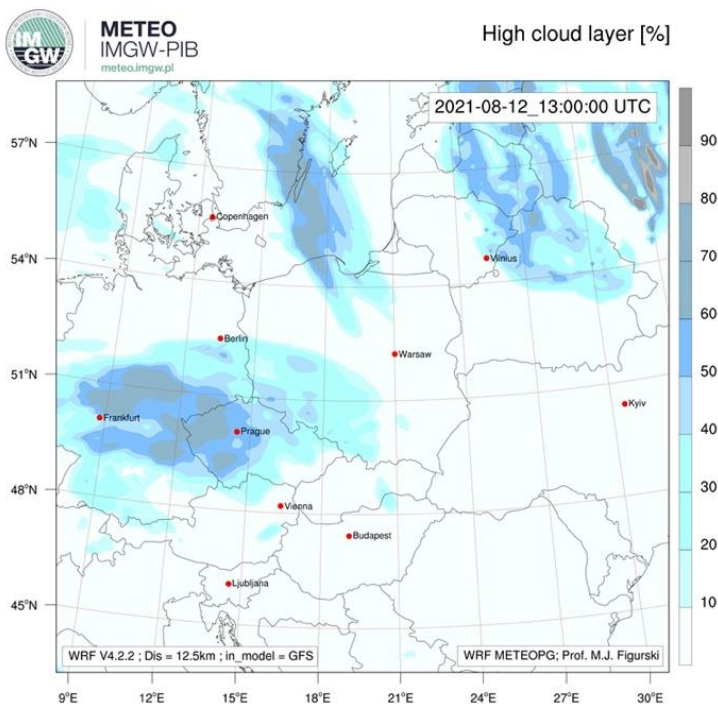 IM
GW
METEO
IMGW-PIB
meteo.imgw.pl
High cloud layer [%]
2021-08-12_13:00:00 UTC
57°N
54°N
51°N
48°N
45°N
Copenhagen
Vilnius
Berlin
Warsaw
Frankfurt
Prague
Kyiv
Vienna
Budapest
Ljubljana
90
80
70
60
50
40
30
20
10
WRF V4.2.2 ; Dis = 12.5km ; in_model = GFS
WRF METEOPG; Prof. M.J. Figurski
9°E 12°E 15°E 18°E 21°E 24°E 27°E 30°E